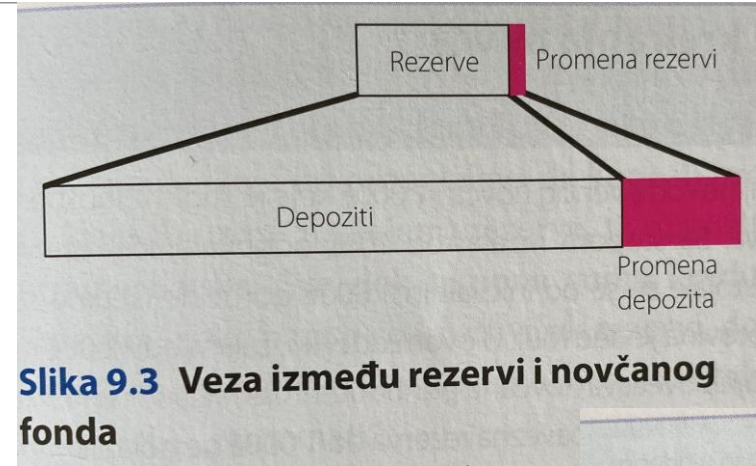 Rezerve
Promena rezervi
Depoziti
Promena
depozita
Slika 9.3 Veza između rezervi i novčanog
fonda